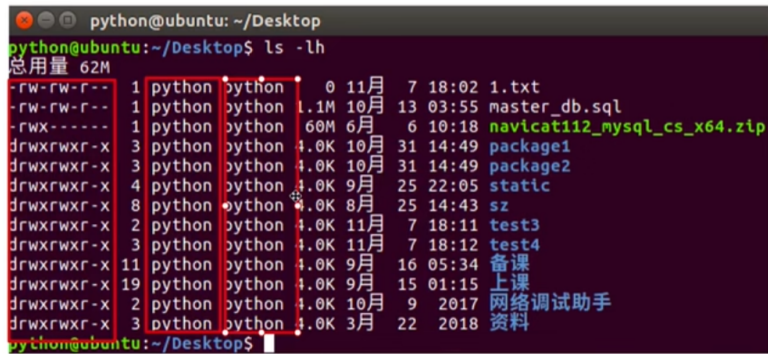 python@ubuntu: ~/Desktop
python@ubuntu:~/Desktop$ ls -lh
总用量 62M
-rw-rw-r-- 1 python python 0 11月 7 18:02 1.txt
-rw-rw-r-- 1 python python 1.1M 10月 13 03:55 master_db.sql
-rwx------ 1 python python 60M 6月 6 10:18 navicat112_mysql_cs_x64.zip
drwxrwxr-x 3 python python 4.0K 10月 31 14:49 package1
drwxrwxr-x 3 python python 4.0K 10月 31 14:49 package2
drwxrwxr-x 4 python python 4.0K 9月 25 22:05 static
drwxrwxr-x 8 python python 4.0K 8月 25 14:43 sz
drwxrwxr-x 2 python python 4.0K 11月 7 18:11 test3
drwxrwxr-x 3 python python 4.0K 11月 7 18:12 test4
drwxrwxr-x 11 python python 4.0K 9月 16 05:34 备课
drwxrwxr-x 19 python python 4.0K 9月 15 01:15 上课
drwxrwxr-x 2 python python 4.0K 10月 9 2017 网络调试助手
drwxrwxr-x 3 python python 4.0K 3月 22 2018 资料
python@ubuntu:~/Desktop$